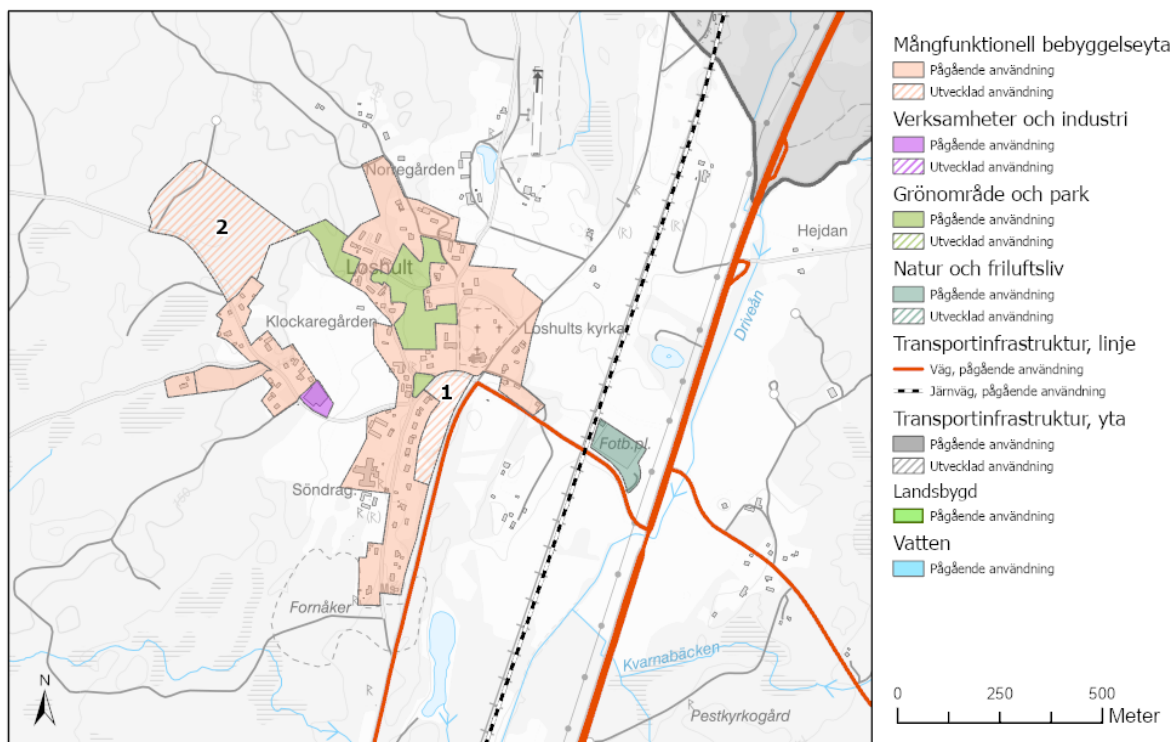 Norregården
2
Loshult
Klockaregården
Loshults kyrka
1
Söndrag.
(R)
Fornåker
(R)
Hejdan
Driveån
Fotb.pl.
Kvarnabäcken
Pestkyrkogård
N
Mångfunktionell bebyggelseyta
Pågående användning
Utvecklad användning
Verksamheter och industri
Pågående användning
Utvecklad användning
Grönområde och park
Pågående användning
Utvecklad användning
Natur och friluftsliv
Pågående användning
Utvecklad användning
Transportinfrastruktur, linje
Väg, pågående användning
Järnväg, pågående användning
Transportinfrastruktur, yta
Pågående användning
Utvecklad användning
Landsbygd
Pågående användning
Vatten
Pågående användning
0 250 500
Meter